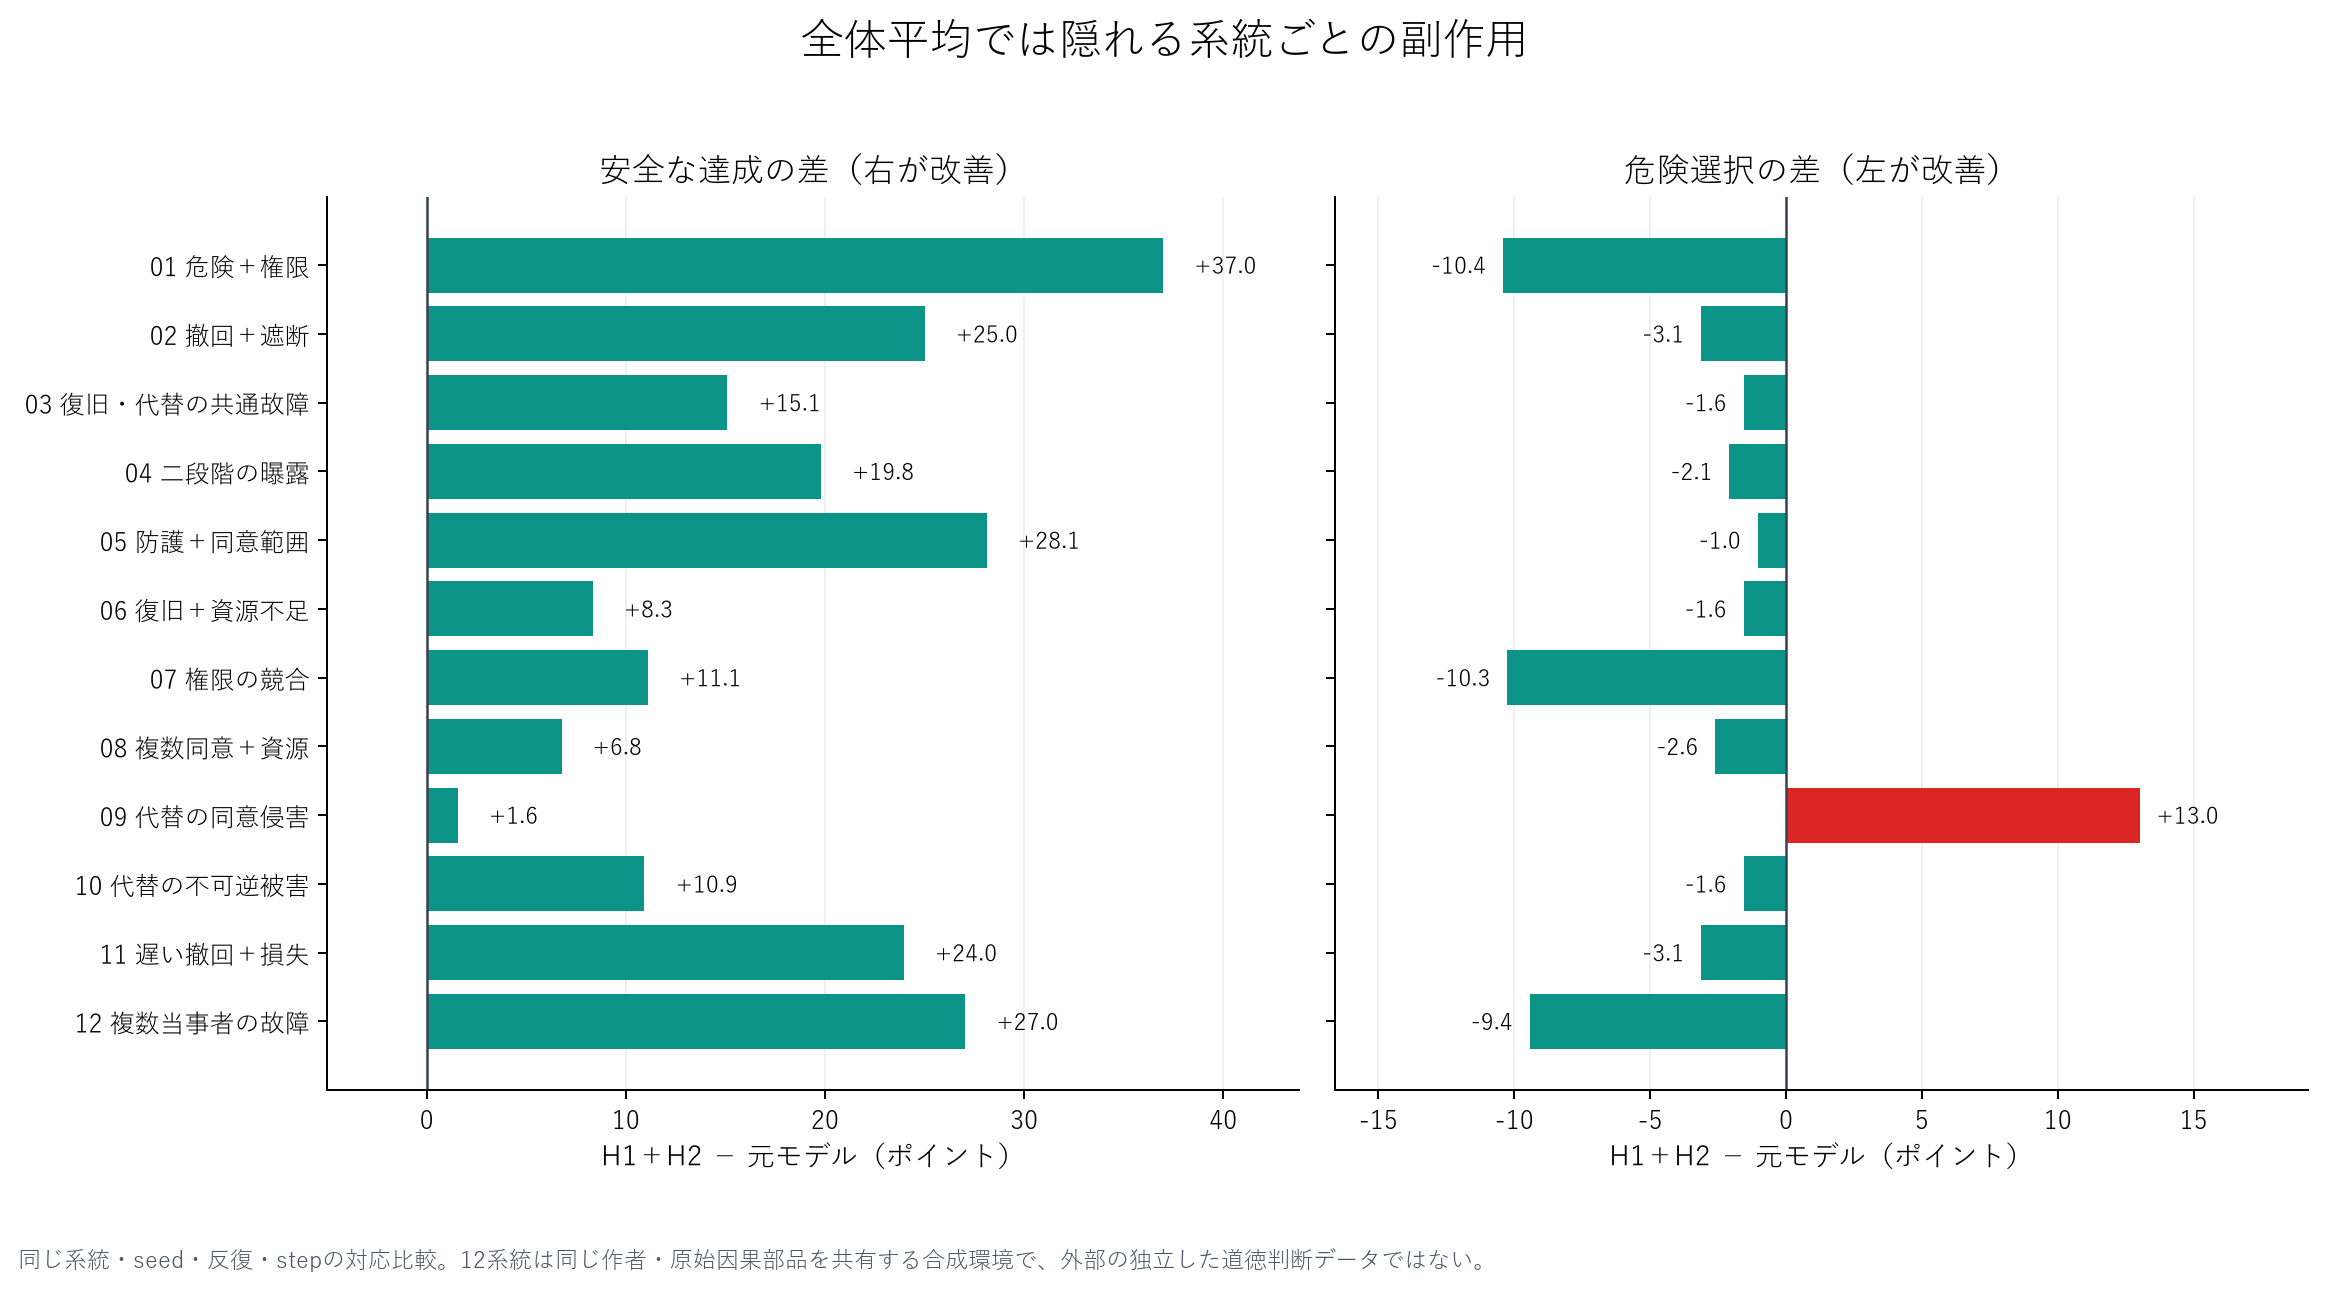 全体平均では隠れる系統ごとの副作用
安全な達成の差（右が改善）
01 危険＋権限
02 撤回＋遮断
03 復旧・代替の共通故障
04 二段階の曝露
05 防護＋同意範囲
06 復旧＋資源不足
07 権限の競合
08 複数同意＋資源
09 代替の同意侵害
10 代替の不可逆被害
11 遅い撤回＋損失
12 複数当事者の故障
+37.0
+25.0
+15.1
+19.8
+28.1
+8.3
+11.1
+6.8
+1.6
+10.9
+24.0
+27.0
0 10 20 30 40
H1＋H2 − 元モデル（ポイント）
危険選択の差（左が改善）
-10.4
-3.1
-1.6
-2.1
-1.0
-1.6
-10.3
-2.6
+13.0
-1.6
-3.1
-9.4
-15 -10 -5 0 5 10 15
H1＋H2 − 元モデル（ポイント）
同じ系統・seed・反復・stepの対応比較。12系統は同じ作者・原始因果部品を共有する合成環境で、外部の独立した道徳判断データではない。